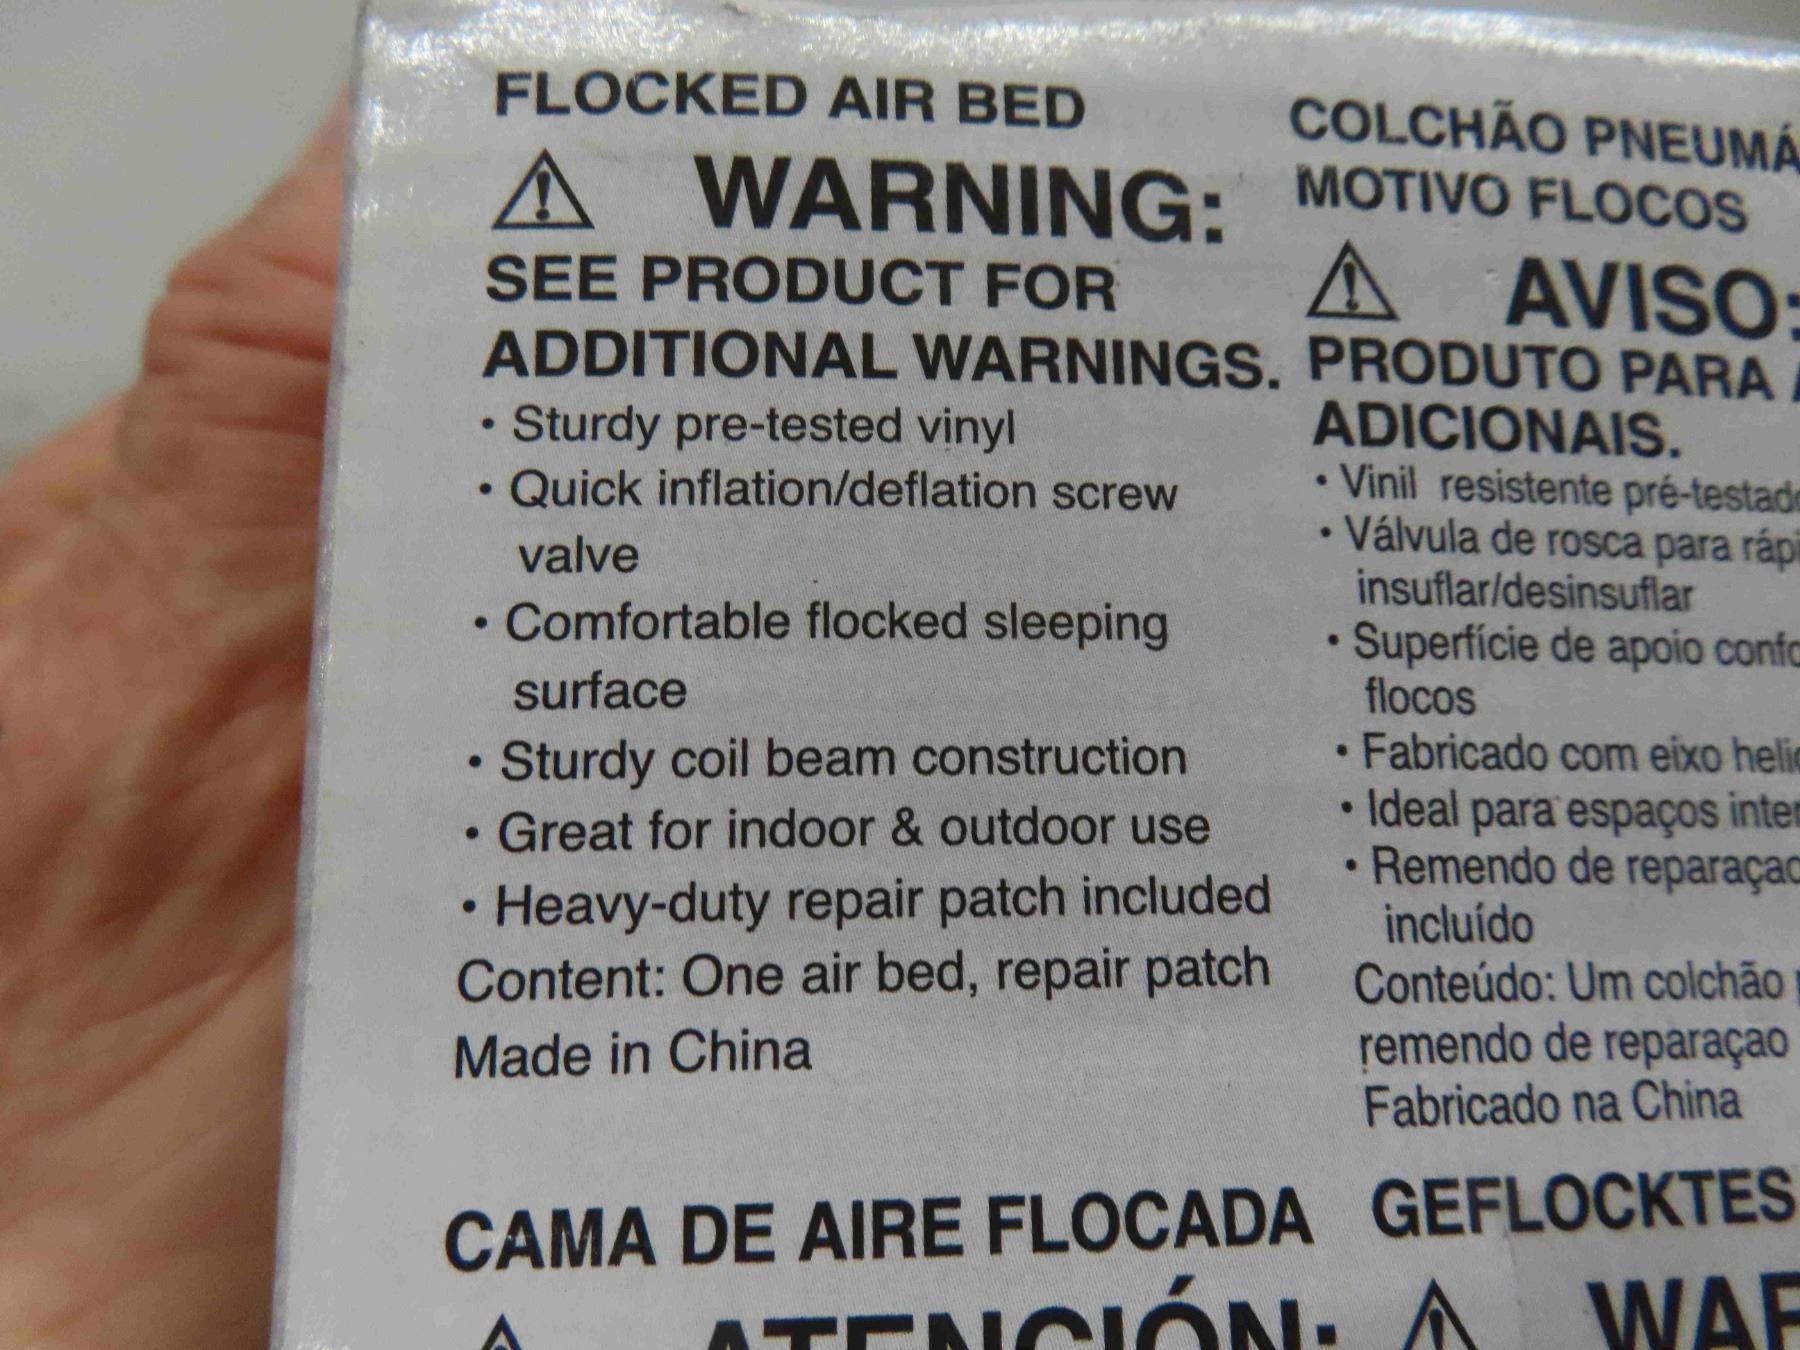 FLOCKED AIR BED
WARNING:
SEE PRODUCT FOR
ADDITIONAL WARNINGS.
• Sturdy pre-tested vinyl
• Quick inflation/deflation screw
valve
• Comfortable flocked sleeping
surface
• Sturdy coil beam construction
• Great for indoor & outdoor use
• Heavy-duty repair patch included
Content: One air bed, repair patch
Made in China
COLCHÃO
MOTIVO FLOCOS
AVISO:
PRODUTO PARA
ADICIONAIS.
• Vinil resistente
• Válvula de rosca para
insuflar/desinsuflar
• Superfície de apoio
flocos
• Fabricado com eixo
• Ideal para espaços
• Remendo de
incluído
Conteúdo: Um colchão
remendo de reparaçao
Fabricado na China
CAMA DE AIRE FLOCADA
ATENCIÓN:
GEFLOCKTES